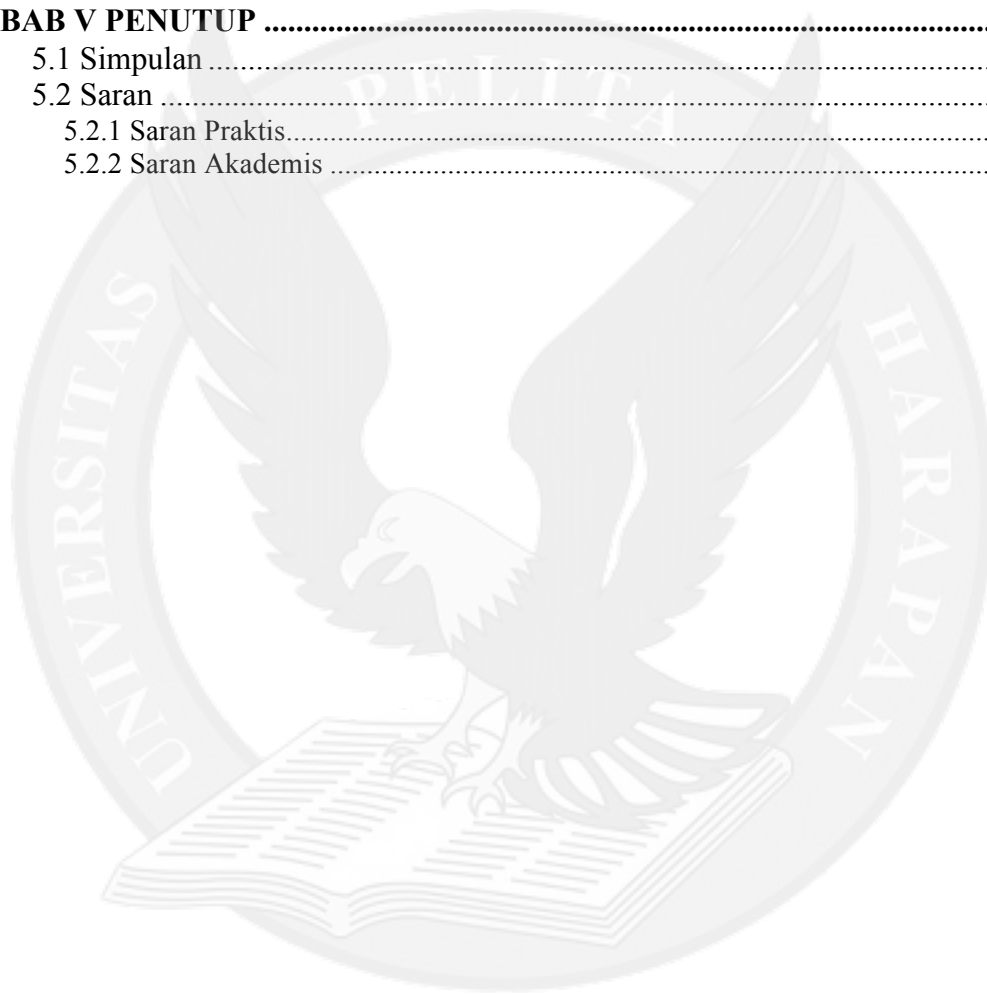 BAB V PENUTUP ................................................................................................
5.1 Simpulan .......................................................................................................
5.2 Saran .............................................................................................................
5.2.1 Saran Praktis..............................................................................................
5.2.2 Saran Akademis ........................................................................................
UNIVERSITAS PELITA HARAPAN